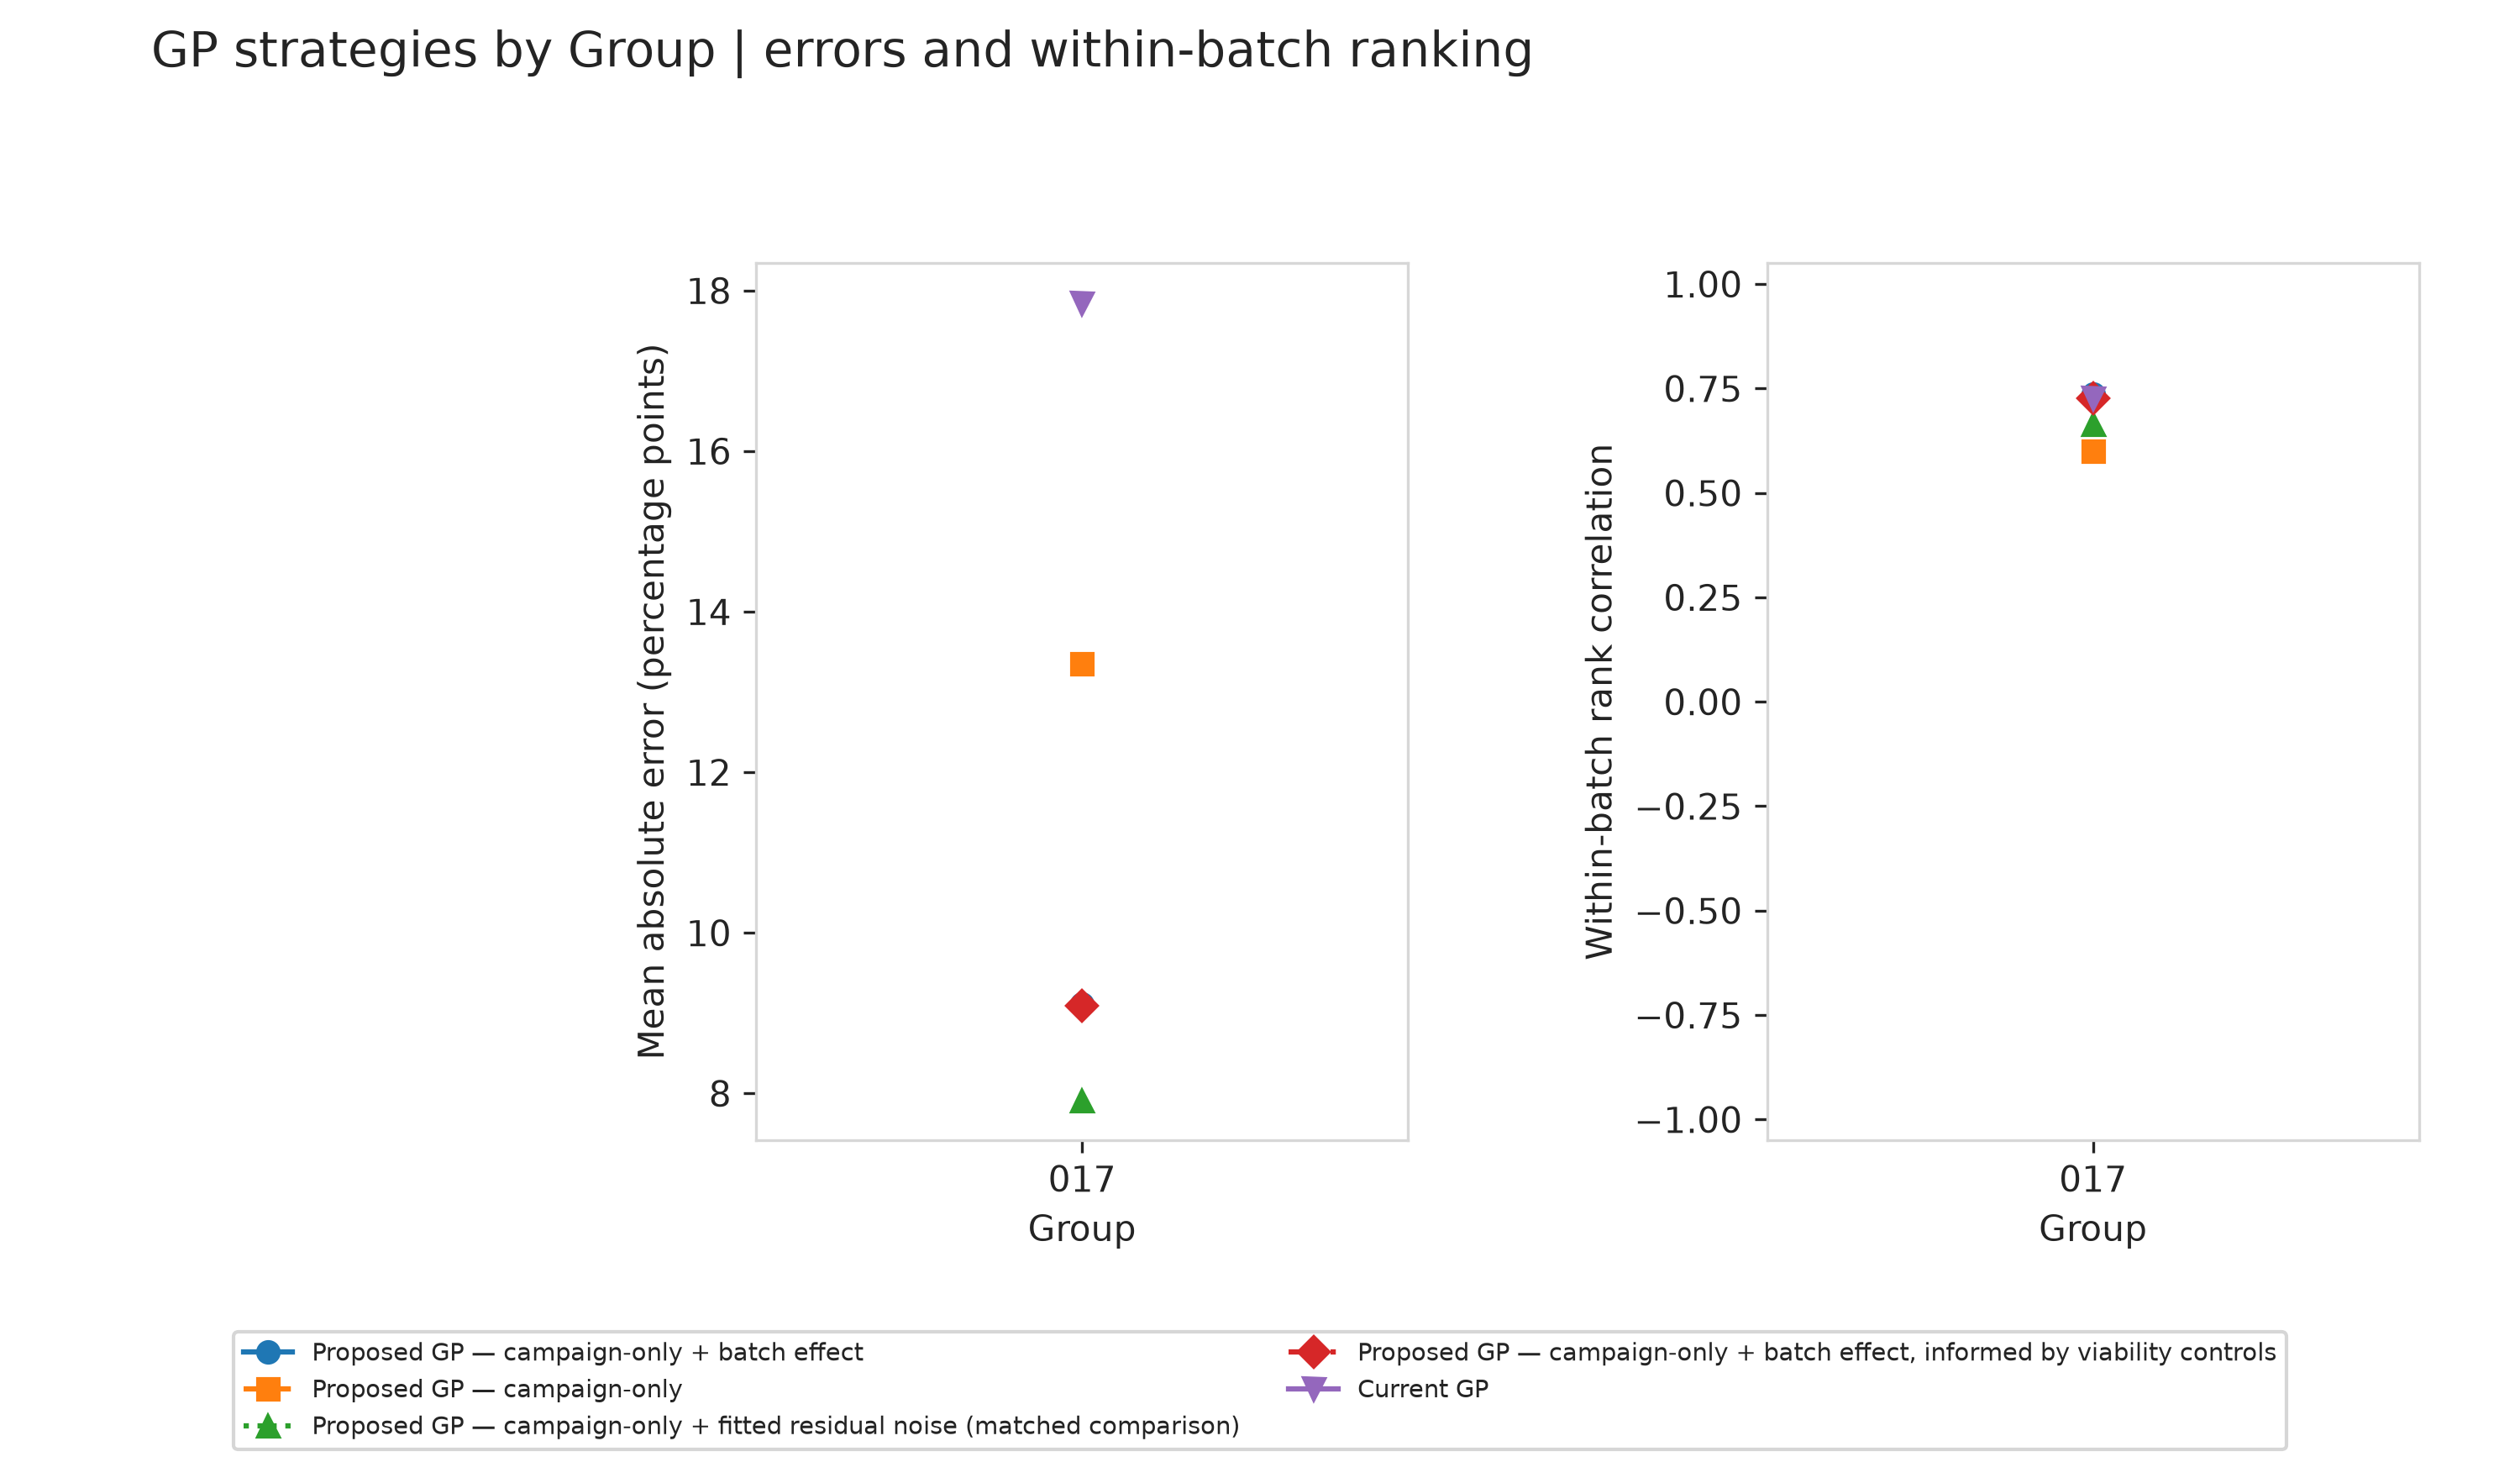 GP strategies by Group | errors and within-batch ranking
Mean absolute error (percentage points)
18
16
14
12
10
8
017
Group
Within-batch rank correlation
1.00
0.75
0.50
0.25
0.00
−0.25
−0.50
−0.75
−1.00
017
Group
Proposed GP — campaign-only + batch effect
Proposed GP — campaign-only
Proposed GP — campaign-only + fitted residual noise (matched comparison)
Proposed GP — campaign-only + batch effect, informed by viability controls
Current GP